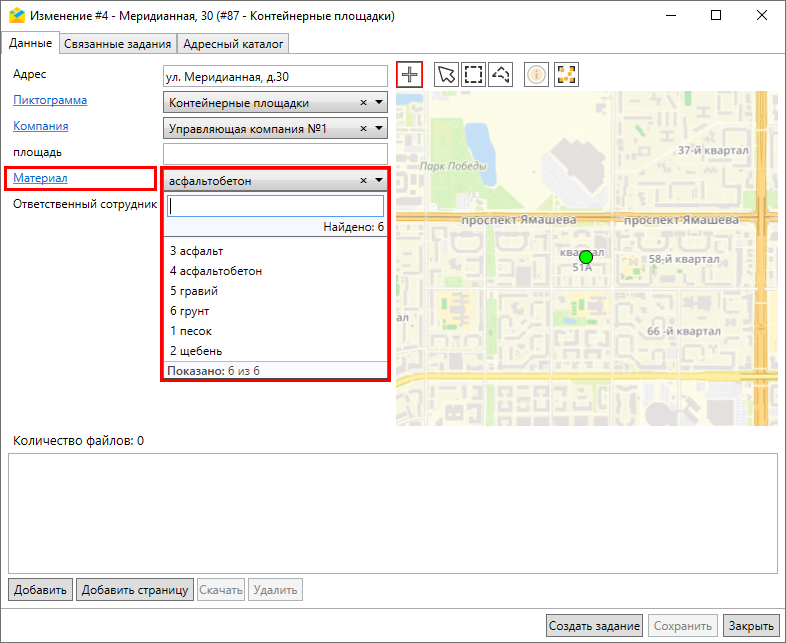 Изменение #4 - Меридианная, 30 (#87 - Контейнерные площадки)
Данные Связанные задания Адресный каталог
Адрес ул. Меридианная, д.30
Пиктограмма Контейнерные площадки
Компания Управляющая компания №1
площадь
Материал асфальтобетон
Ответственный сотрудник
Найдено: 6
3 асфальт
4 асфальтобетон
5 гравий
6 грунт
1 песок
2 щебень
Показано: 6 из 6
37-й квартал
Парк Победы
проспект Ямашева проспект Ямашева
квартал
51А
58-й квартал
ал
66 -й квартал
Количество файлов: 0
Добавить Добавить страницу Скачать Удалить
Создать задание Сохранить Закрыть